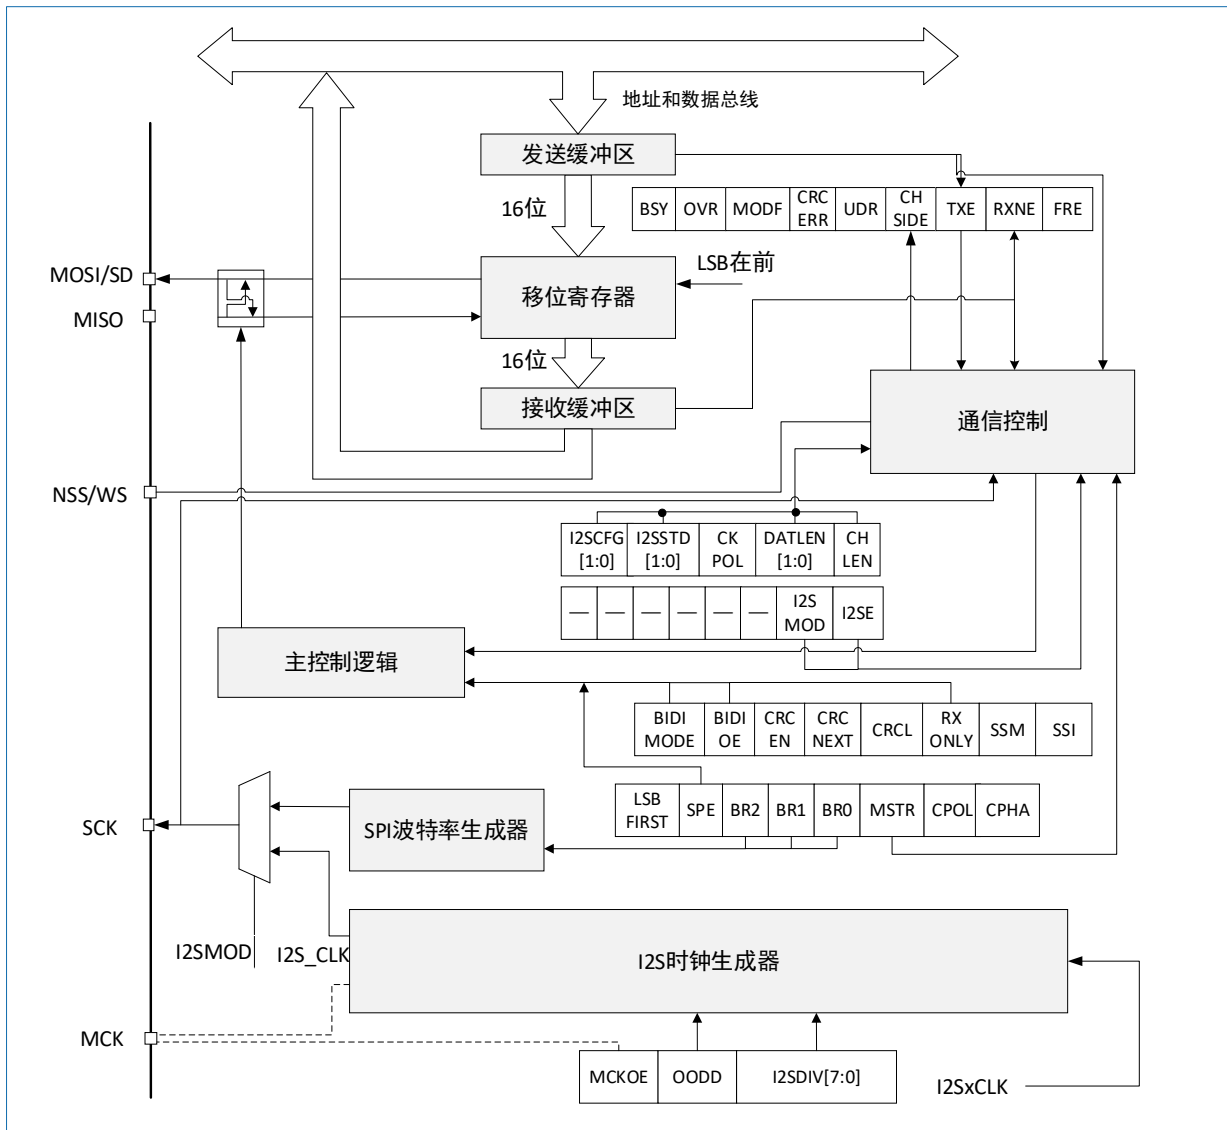 地址和数据总线
发送缓冲区
16位
BSY
OVR
MODF
CRC
ERR
UDR
CH
SIDE
TXE
RXNE
FRE
MOSI/SD
MISO
LSB在前
移位寄存器
16位
接收缓冲区
通信控制
NSS/WS
I2SCFG
[1:0]
I2SSTD
[1:0]
CK
POL
DATLEN
[1:0]
CH
LEN
—
—
—
—
—
—
I2S
MOD
I2SE
主控制逻辑
BIDI
MODE
BIDI
OE
CRC
EN
CRC
NEXT
CRCL
RX
ONLY
SSM
SSI
LSB
FIRST
SPE
BR2
BR1
BR0
MSTR
CPOL
CPHA
SCK
SPI波特率生成器
I2SMOD
I2S_CLK
I2S时钟生成器
MCK
MCKOE
OODD
I2SDIV[7:0]
I2SxCLK